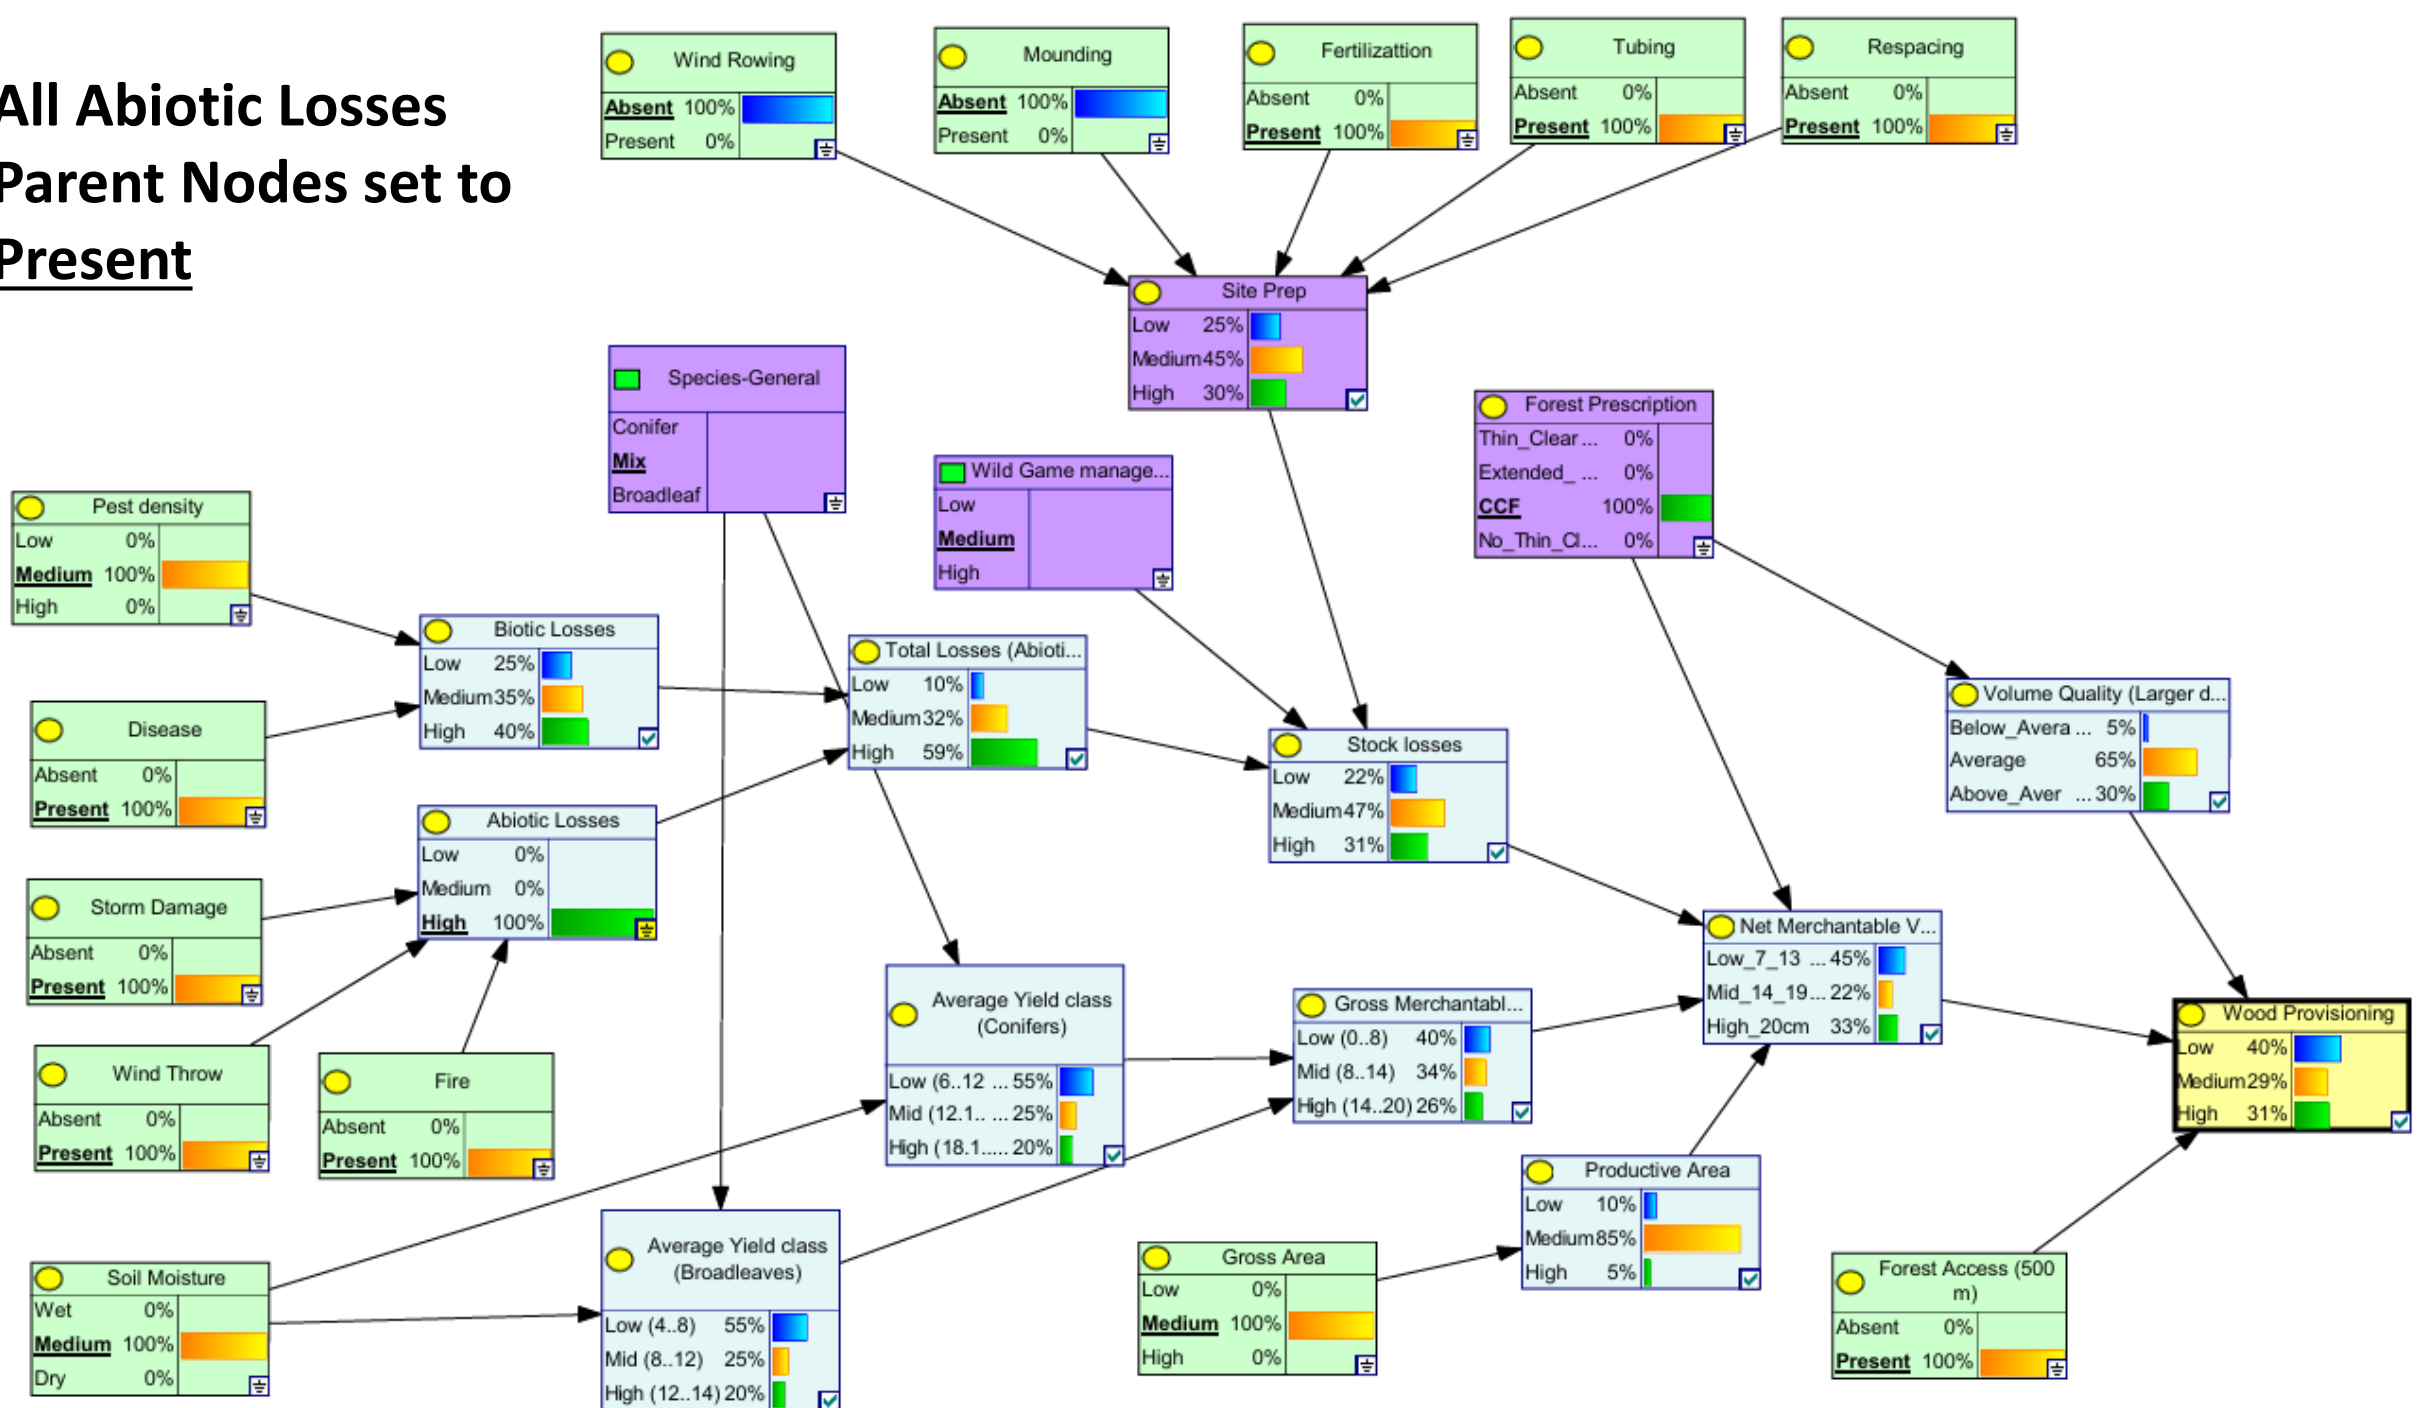 All Abiotic Losses
Parent Nodes set to
Present
Wind Rowing
Absent 100%
Present 0%
Mounding
Absent 100%
Present 0%
Fertilizattion
Absent 0%
Present 100%
Tubing
Absent 0%
Present 100%
Respacing
Absent 0%
Present 100%
Site Prep
Low 25%
Medium 45%
High 30%
Species-General
Conifer
Mix
Broadleaf
Wild Game manage...
Low
Medium
High
Forest Prescription
Thin_Clear ... 0%
Extended_ ... 0%
CCF 100%
No_Thin_Cl... 0%
Pest density
Low 0%
Medium 100%
High 0%
Biotic Losses
Low 25%
Medium 35%
High 40%
Total Losses (Abioti...
Low 10%
Medium 32%
High 59%
Disease
Absent 0%
Present 100%
Stock losses
Low 22%
Medium 47%
High 31%
Volume Quality (Larger d...
Below_Avera ... 5%
Average 65%
Above_Aver ... 30%
Abiotic Losses
Low 0%
Medium 0%
High 100%
Storm Damage
Absent 0%
Present 100%
Net Merchantable V...
Low_7_13 ... 45%
Mid_14_19... 22%
High_20cm 33%
Average Yield class
(Conifers)
Low (6..12 ... 55%
Mid (12.1.. ... 25%
High (18.1..... 20%
Gross Merchantabl...
Low (0..8) 40%
Mid (8..14) 34%
High (14..20) 26%
Wood Provisioning
Low 40%
Medium 29%
High 31%
Wind Throw
Absent 0%
Present 100%
Fire
Absent 0%
Present 100%
Productive Area
Low 10%
Medium 85%
High 5%
Soil Moisture
Wet 0%
Medium 100%
Dry 0%
Average Yield class
(Broadleaves)
Low (4..8) 55%
Mid (8..12) 25%
High (12..14) 20%
Gross Area
Low 0%
Medium 100%
High 0%
Forest Access (500
m)
Absent 0%
Present 100%